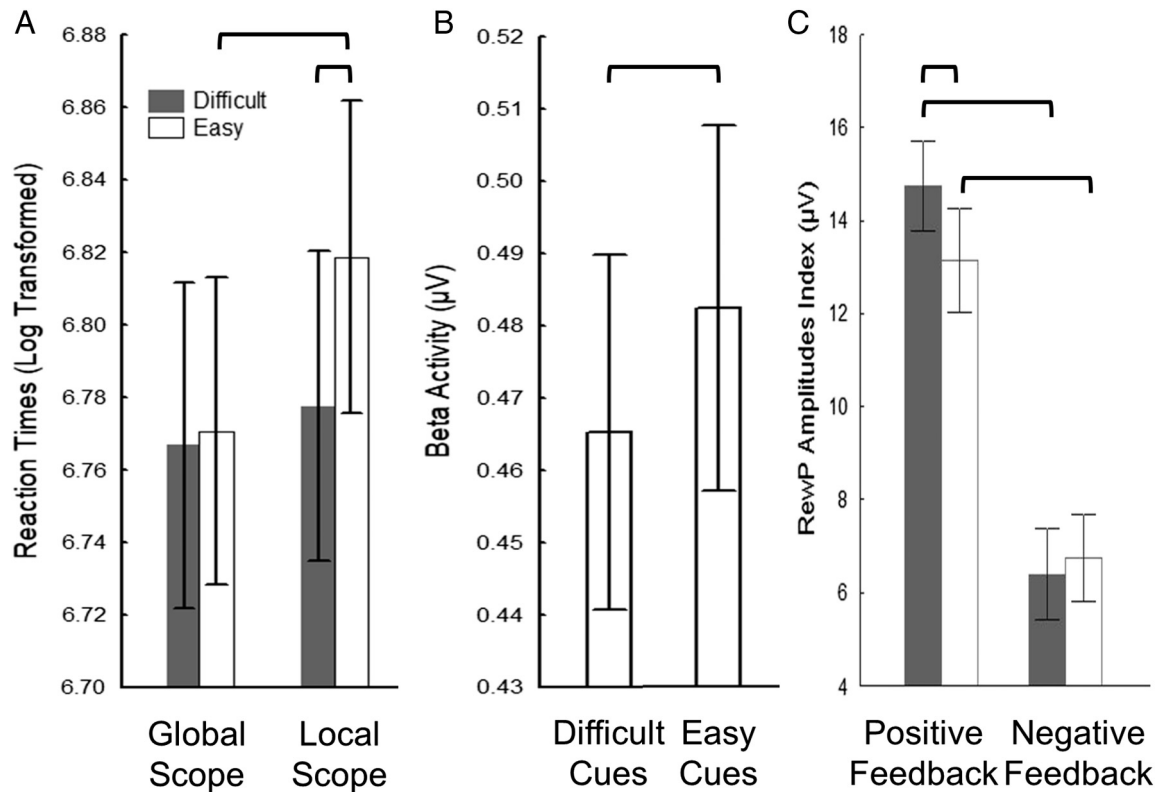 A
Reaction Times (Log Transformed)
6.88
6.86
6.84
6.82
6.80
6.78
6.76
6.74
6.72
6.70
Difficult
Easy
Global
Scope
Local
Scope
B
Beta Activity (µV)
0.52
0.51
0.50
0.49
0.48
0.47
0.46
0.45
0.44
0.43
Difficult
Cues
Easy
Cues
C
RewP Amplitudes Index (µV)
18
16
14
12
10
8
6
4
Positive
Feedback
Negative
Feedback